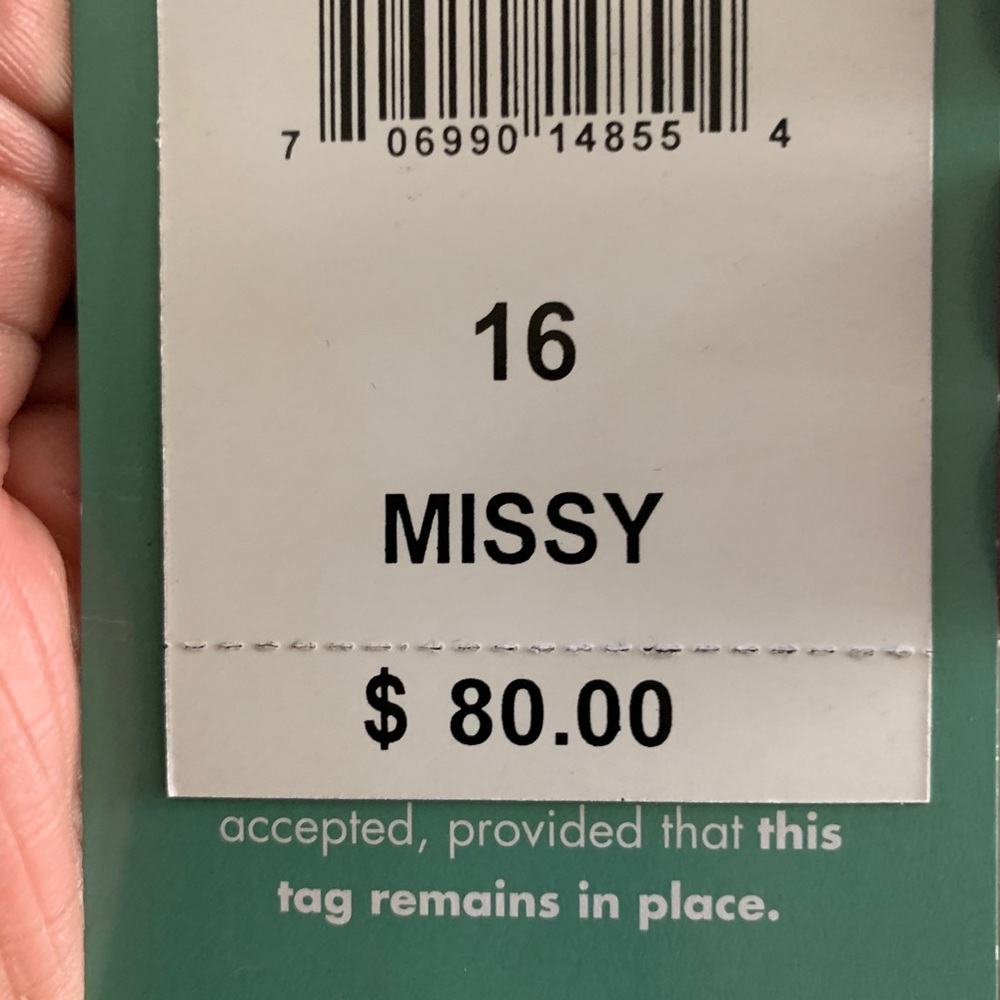 7 06990 14855 4
16
MISSY
$ 80.00
accepted, provided that this
tag remains in place.